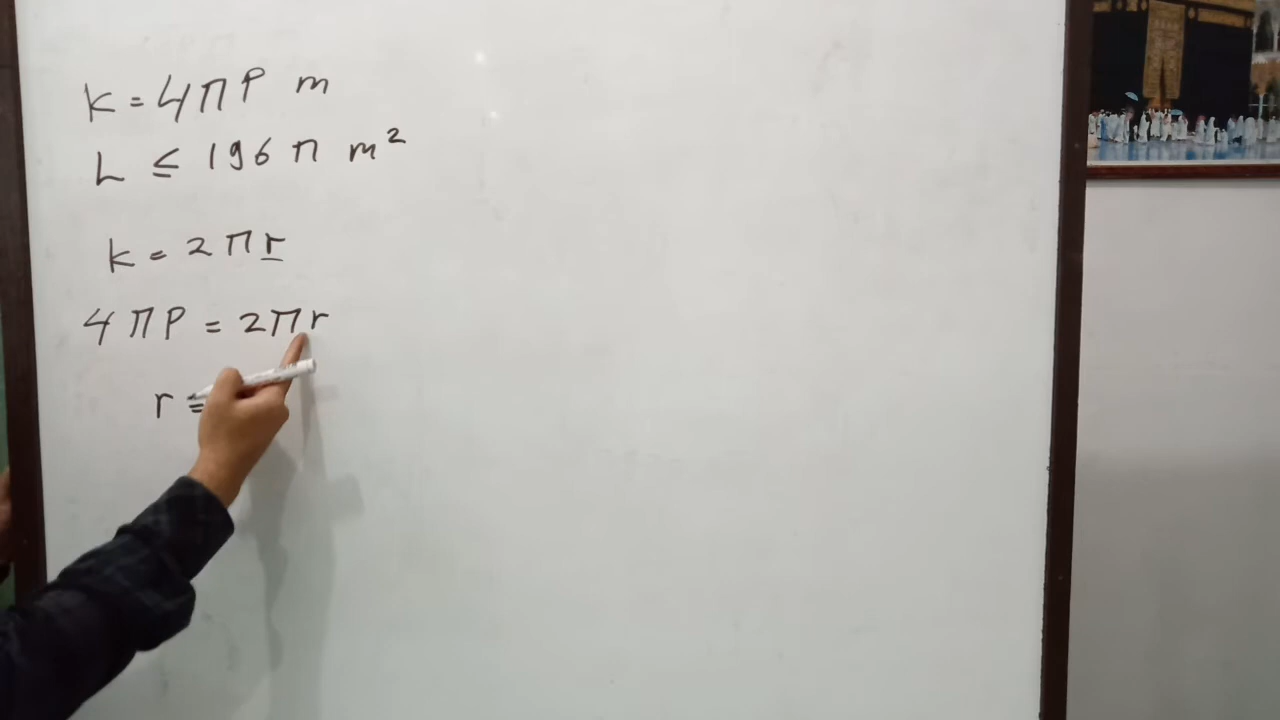 K = 4πP m
L ≤ 196π m²
k = 2πr
4πP = 2πr
r =